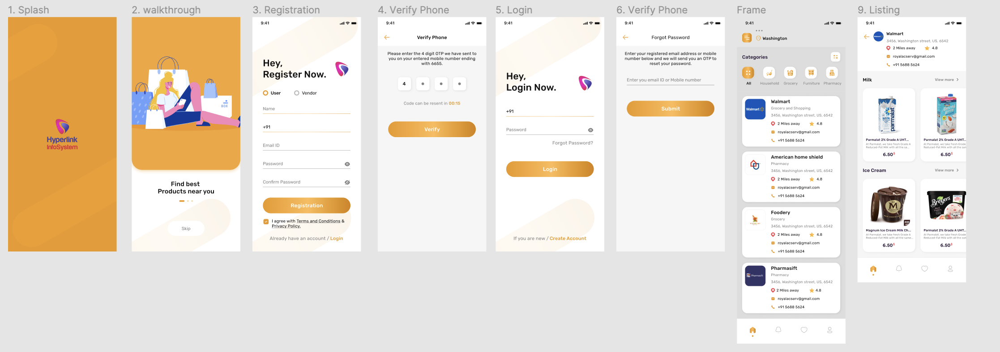 1. Splash
Hyperlink
InfoSystem
2. walkthrough
BOX
Find best
Products near you
Skip
3. Registration
9:41
Hey,
Register Now.
User
Vendor
Name
+91
Email ID
Password
Confirm Password
Registration
I agree with Terms and Conditions &
Privacy Policy.
Already have an account / Login
4. Verify Phone
9:41
Verify Phone
Please enter the 4 digit OTP we have sent to
you on your entered mobile number ending
with 6655.
4
Code can be resent in 00:15
Verify
5. Login
9:41
Hey,
Login Now.
+91
Password
Forgot Password?
Login
If you are new / Create Account
6. Verify Phone
9:41
Forgot Password
Enter your registered email address or mobile
number below and we will send you an OTP to
reset your password.
Enter you email ID or Mobile number
Submit
Frame
9:41
Washington
Categories
All
Household
Grocery
Furniture
Pharmacy
Walmart
Walmart
Grocery and Shopping
3456, Washington street, US, 6542
2 Miles away
4.8
royalacserv@gmail.com
+91 5688 5624
American home shield
Pharmacy
3456, Washington street, US, 6542
2 Miles away
4.8
royalacserv@gmail.com
+91 5688 5624
FOODERY
Foodery
Grocery
3456, Washington street, US, 6542
2 Miles away
4.8
royalacserv@gmail.com
+91 5688 5624
Pharmasift
Pharmasift
Pharmacy
3456, Washington street, US, 6542
2 Miles away
4.8
royalacserv@gmail.com
+91 5688 5624
9. Listing
9:41
Walmart
Walmart
3456, Washington street, US, 6542
2 Miles away
4.8
royalacserv@gmail.com
+91 5688 5624
Milk
View more
Milk
parmalat
Almond
Breeze
Parmalat 2% Grade A UHT...
At Parmalat, we take fresh Grade A
Reduced-Fat Milk with all the sa...
6.50$
Parmalat 2% Grade A UHT...
At Parmalat, we take fresh Grade
Reduced-Fat Milk with all the san
6.50$
Ice Cream
View more
M
MAGNUM
440
Breyers
Magnum Ice Cream Milk Ch...
At Parmalat, we take fresh Grade A
Reduced-Fat Milk with all the same...
6.50$
Parmalat 2% Grade A UHT...
At Parmalat, we take fresh Grade
Reduced-Fat Milk with all the san
6.50$